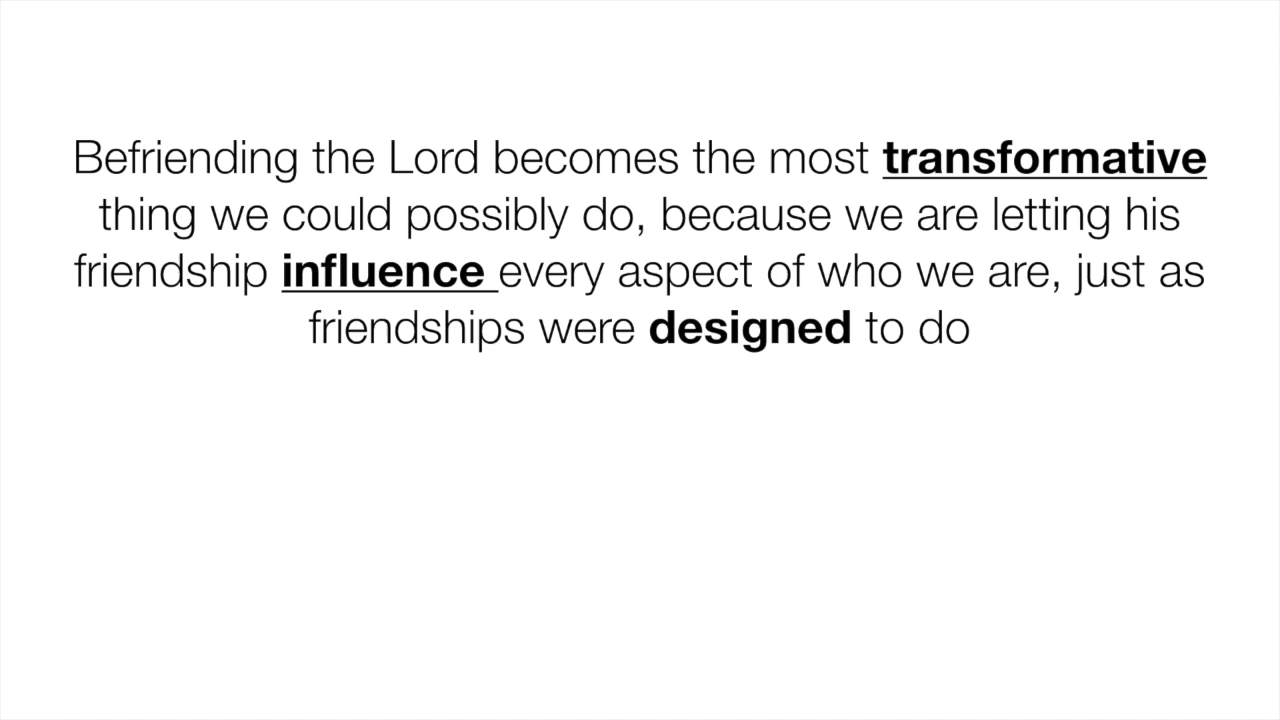 Befriending the Lord becomes the most transformative
thing we could possibly do, because we are letting his
friendship influence every aspect of who we are, just as
friendships were designed to do